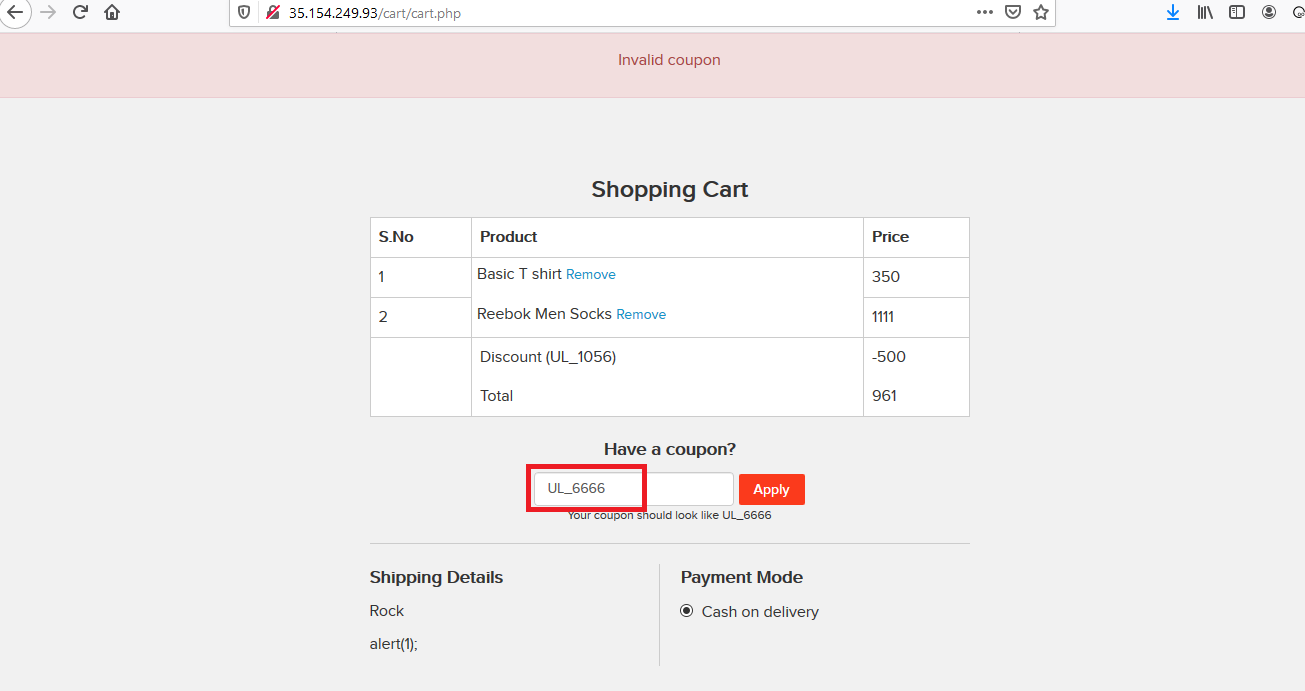 35.154.249.93/cart/cart.php
Invalid coupon
Shopping Cart
S.No Product Price
1 Basic T shirt Remove 350
2 Reebok Men Socks Remove 1111
Discount (UL_1056) -500
Total 961
Have a coupon?
UL_6666 Apply
Your coupon should look like UL_6666
Shipping Details
Rock
alert(1);
Payment Mode
Cash on delivery